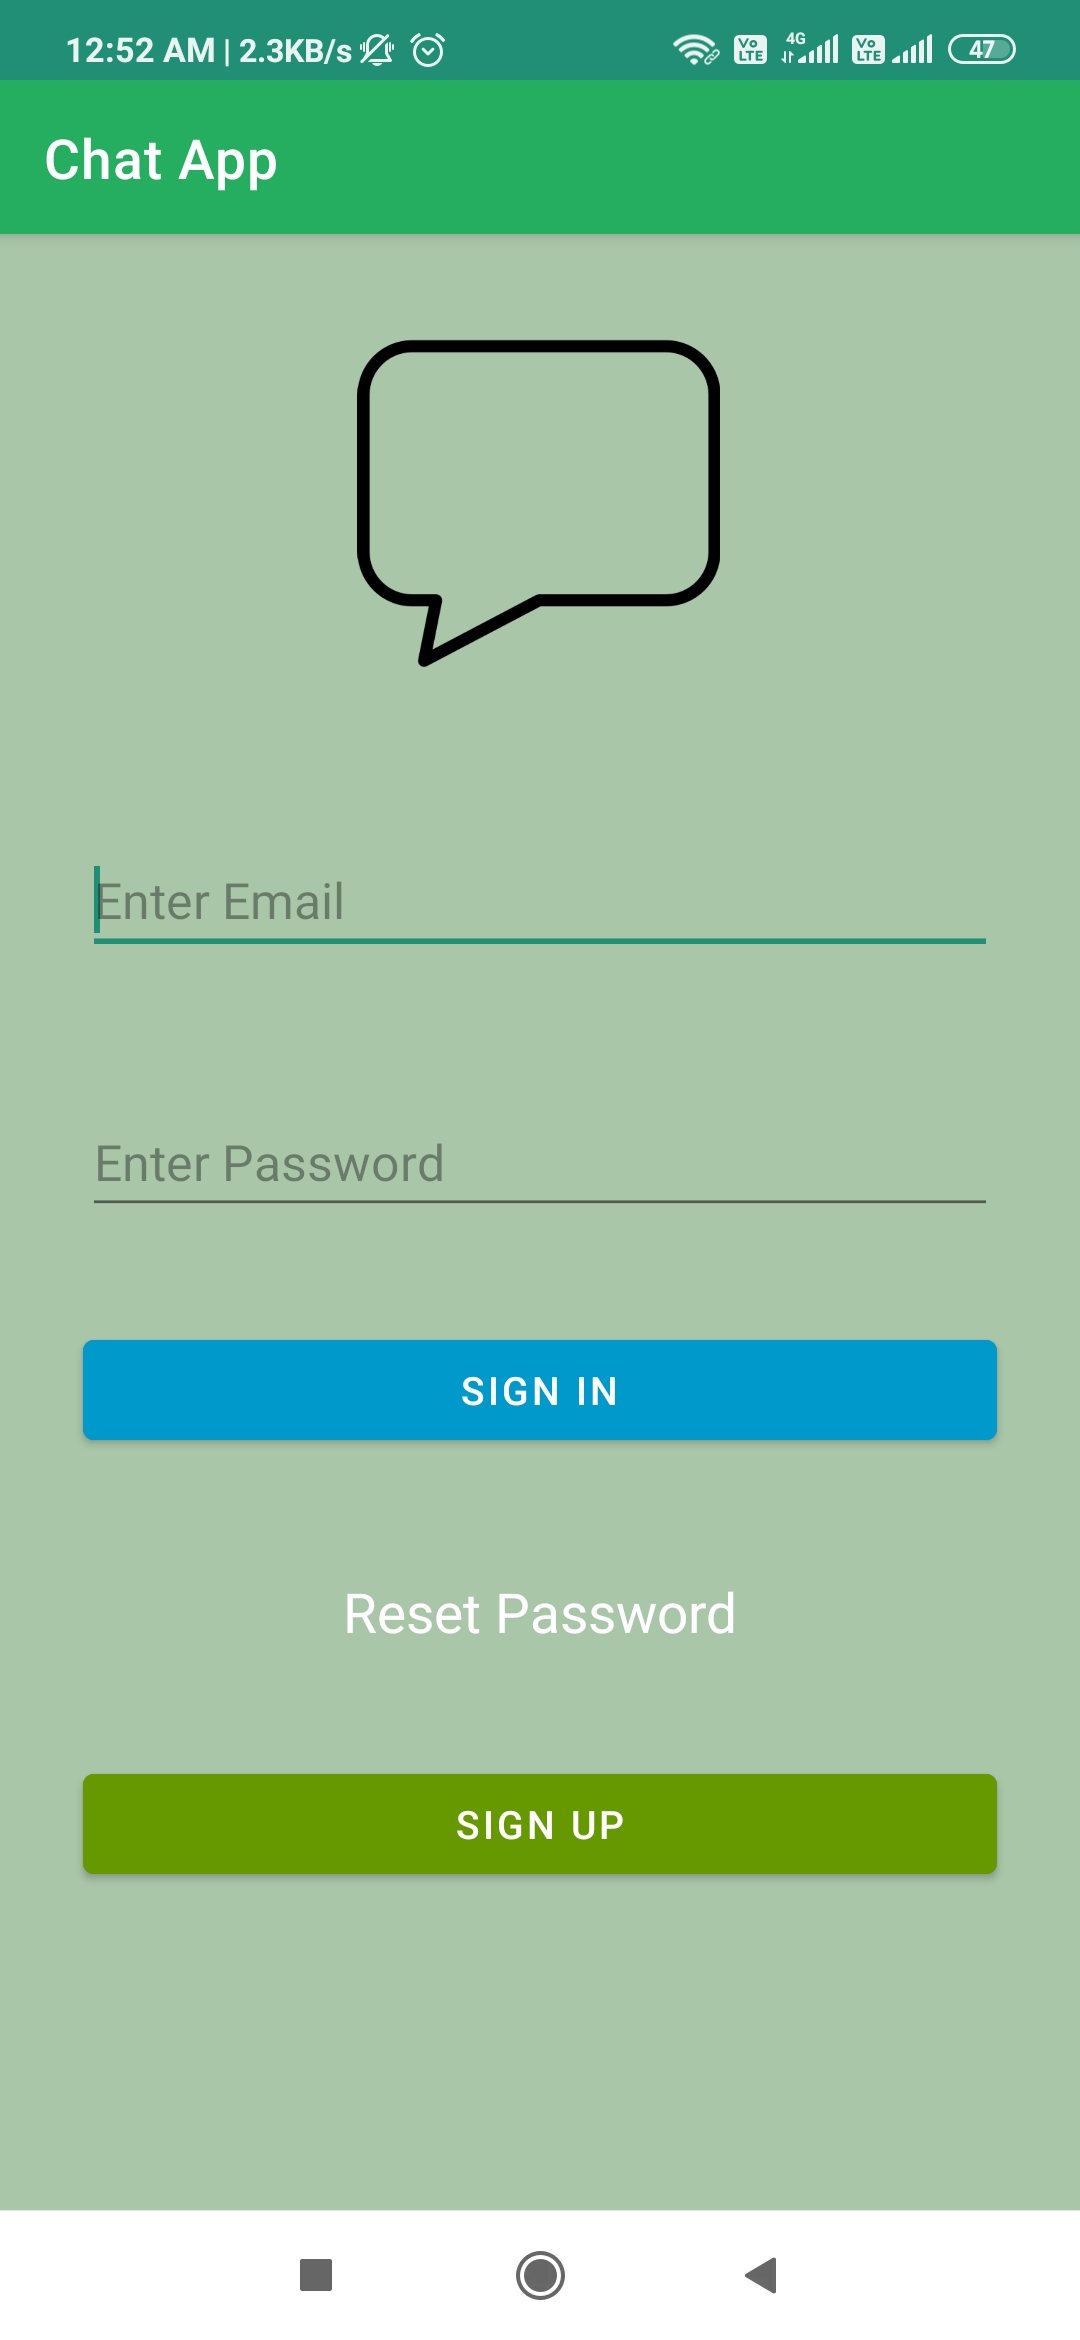 12:52 AM | 2.3KB/s Vo LTE 4G Vo LTE 47
Chat App
Enter Email
Enter Password
SIGN IN
Reset Password
SIGN UP